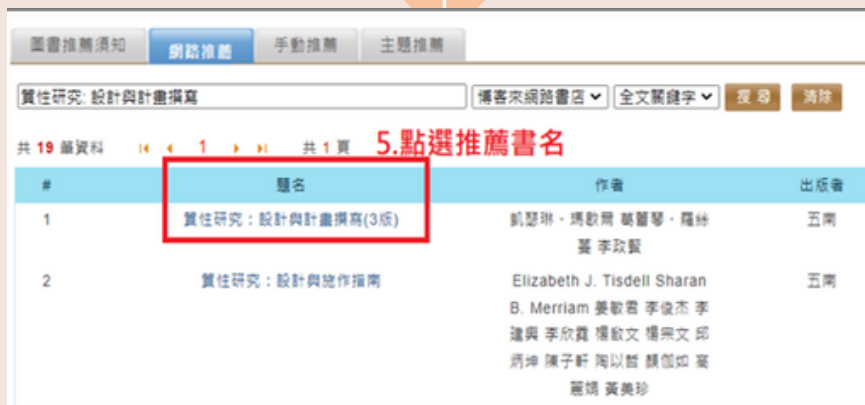 圖書推薦須知 網路推薦 手動推薦 主題推薦
質性研究: 設計與計畫撰寫 博客來網路書店 全文關鍵字 搜尋 清除
共 19 筆資料 1 共 1 頁 5.點選推薦書名
# 題名 作者 出版者
1 質性研究：設計與計畫撰寫(3版) 凱瑟琳・馬歇爾 葛蕾琴・羅絲
蔓 李政賢 五南
2 質性研究：設計與施作指南 Elizabeth J. Tisdell Sharan 五南
B. Merriam 姜敏君 李俊杰 李
建興 李欣霓 楊啟文 楊宗文 邱
炳坤 陳子軒 陶以哲 顏伽如 高
麗娟 黃美珍